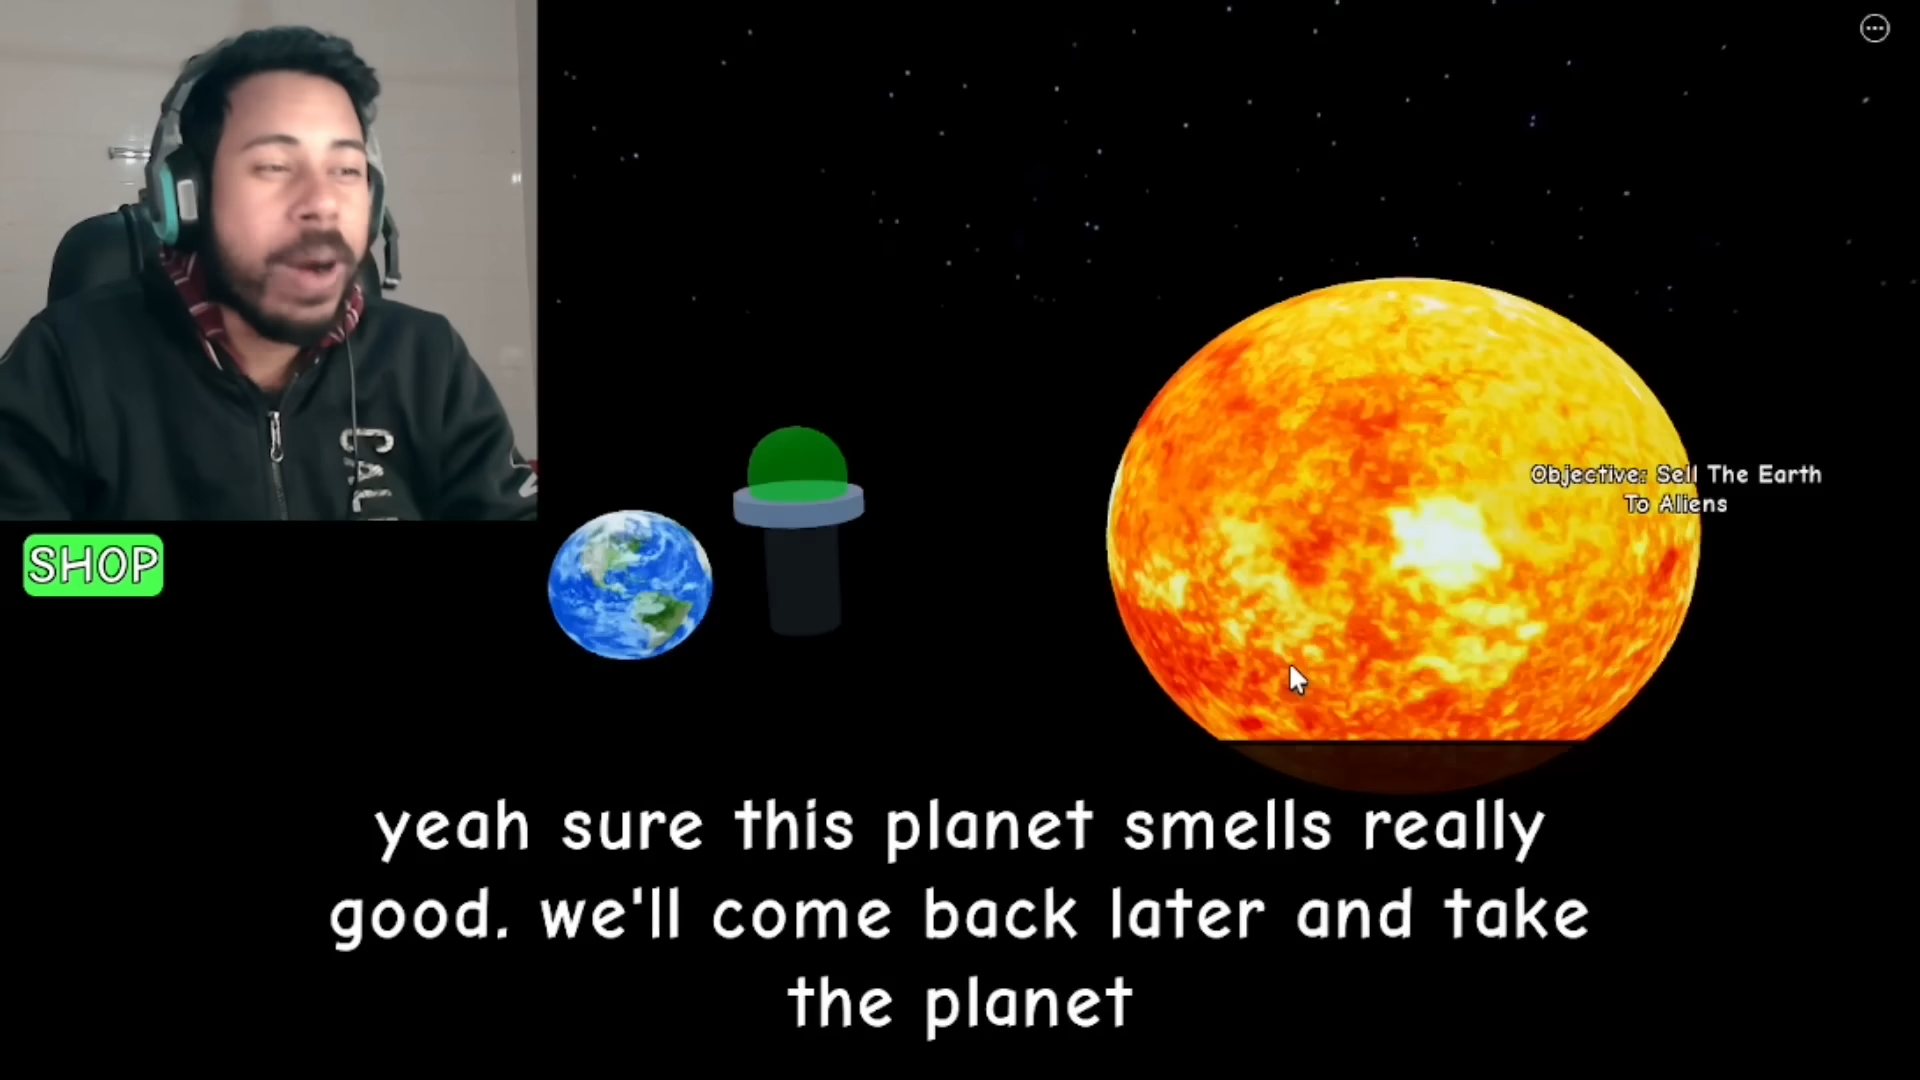 CAL
SHOP
Objective: Sell The Earth
To Aliens
yeah sure this planet smells really
good. we'll come back later and take
the planet